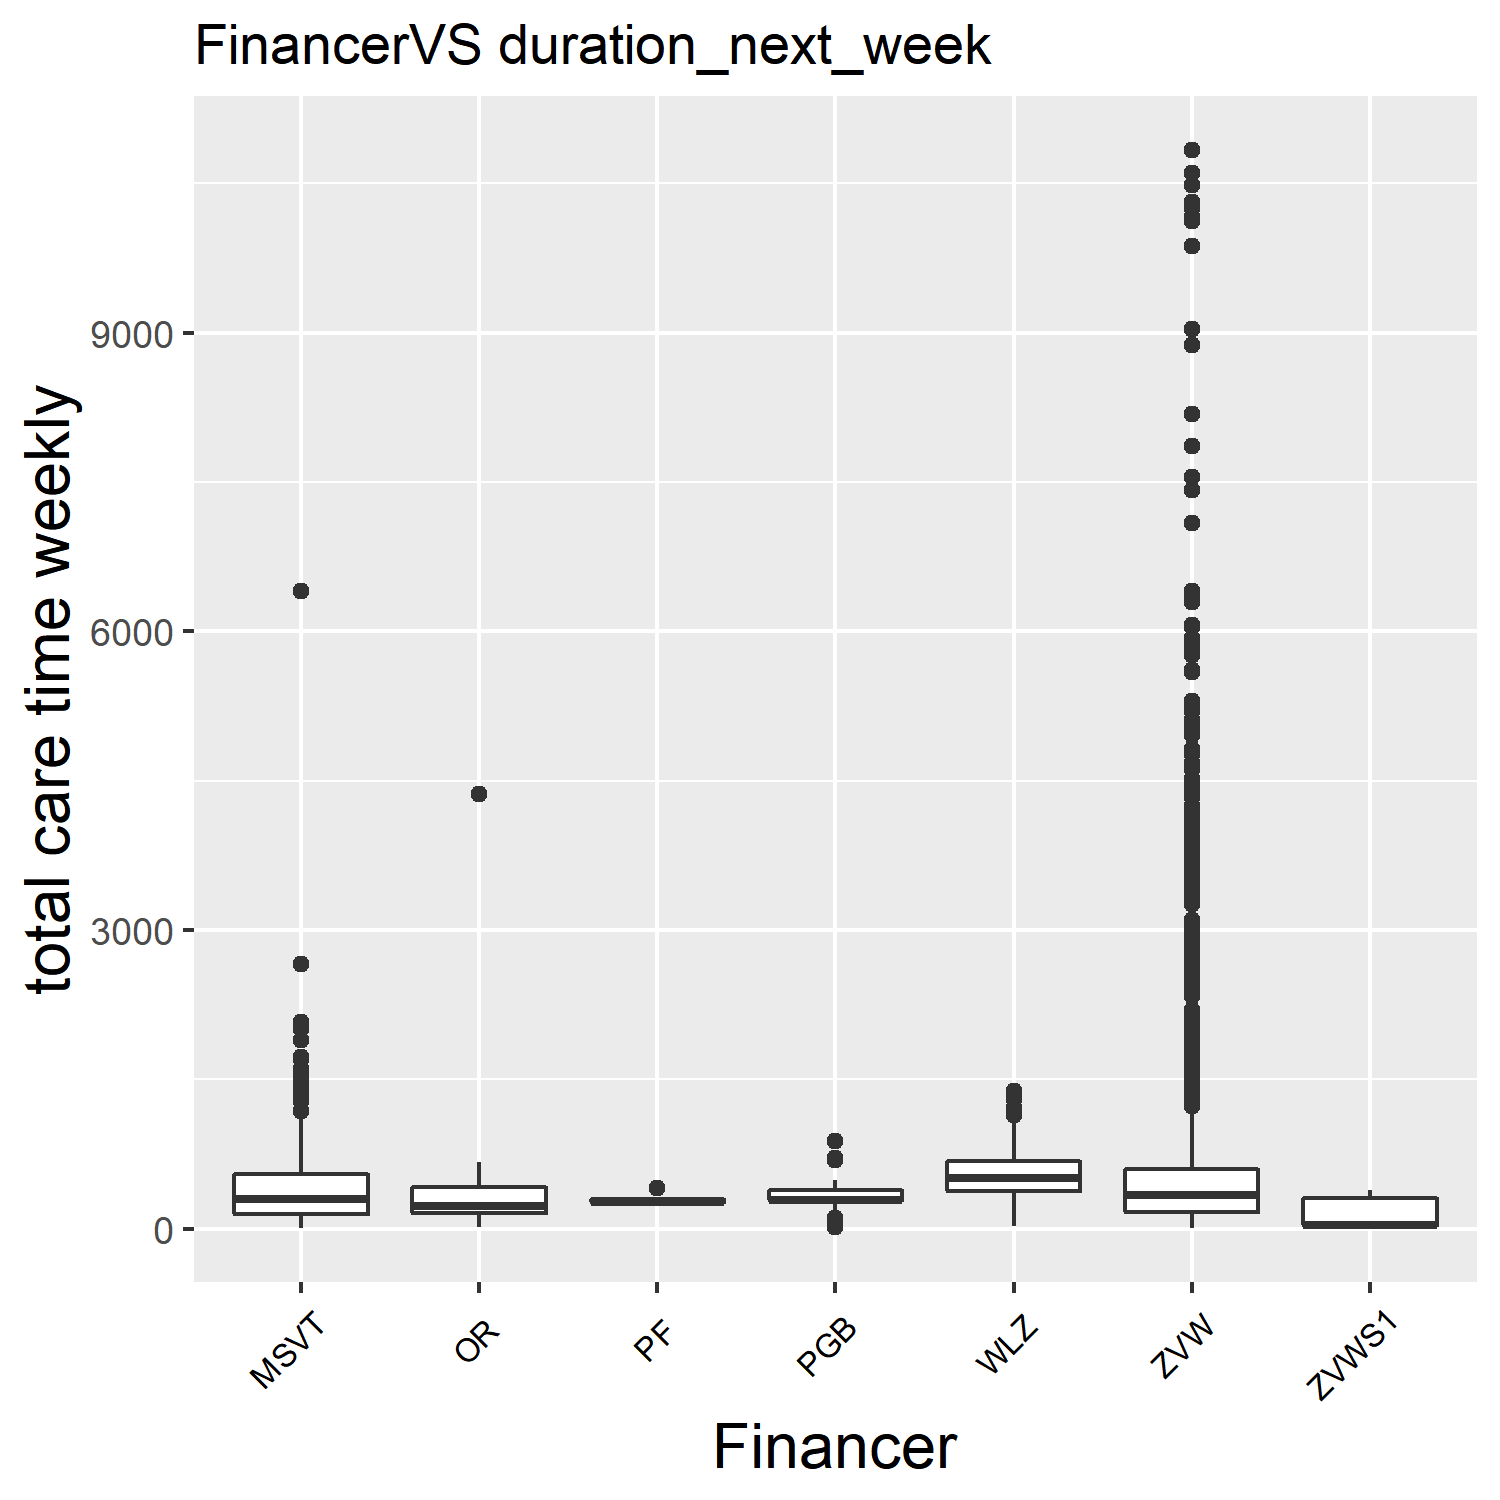 FinancerVS duration_next_week
total care time weekly
9000
6000
3000
0
MSVT
OR
PF
PGB
WLZ
ZVW
ZVWS1
Financer